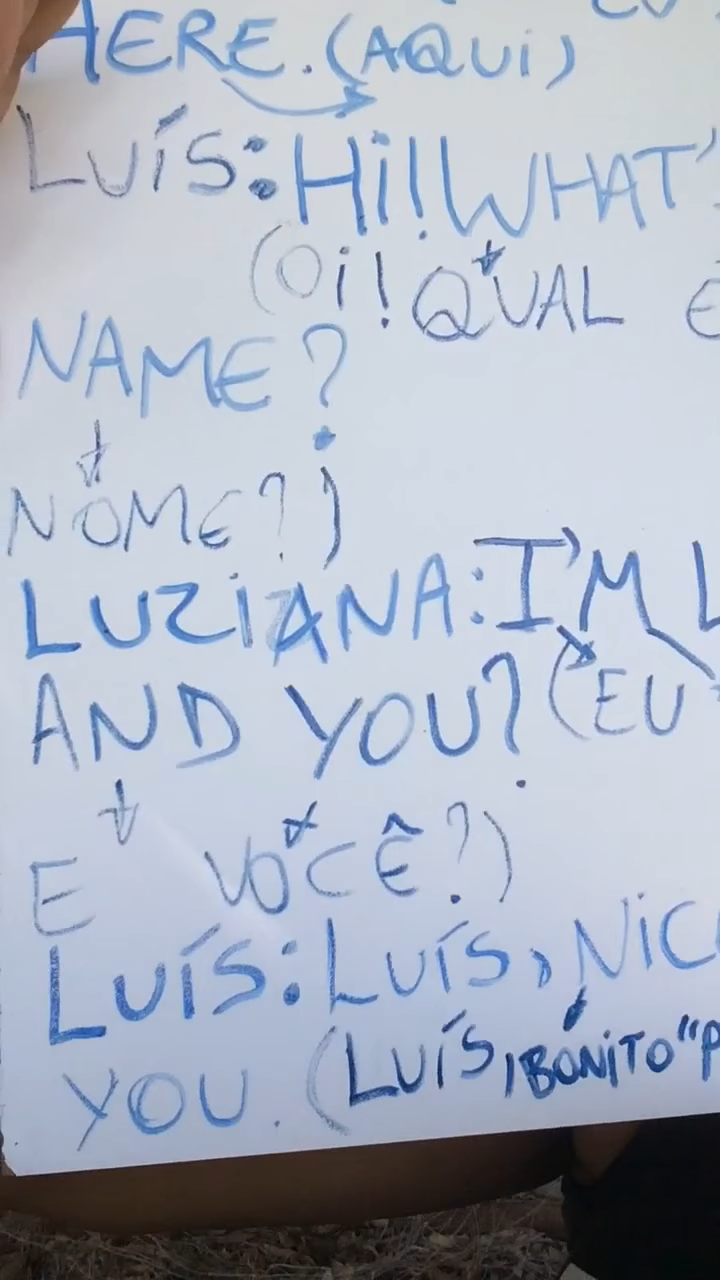 HERE. (AQUI)
LUÍS: Hi!! WHAT'
(Oi! QUAL É
NAME?
NOME?)
LUZIANA: I'M L
AND YOU? (EU
E VOCÊ?)
LUÍS: LUÍS, NIC
YOU. (LUÍS, BONITO "P